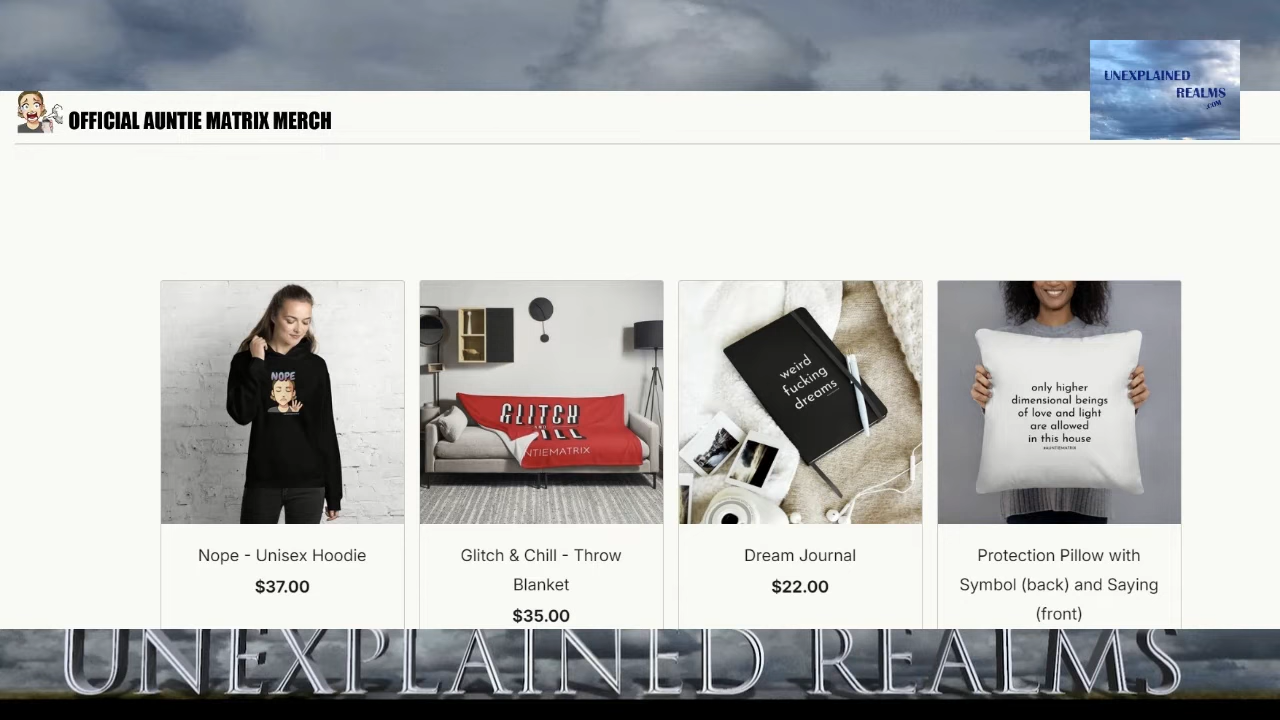 UNEXPLAINED
REALMS
.COM
OFFICIAL AUNTIE MATRIX MERCH
NOPE
GLITCH
ILL
NTIEMATRIX
weird
fucking
dreams
only higher
dimensional beings
of love and light
are allowed
in this house
#AUNTIEMATRIX
Nope - Unisex Hoodie
$37.00
Glitch & Chill - Throw
Blanket
$35.00
Dream Journal
$22.00
Protection Pillow with
Symbol (back) and Saying
(front)
UNEXPLAINED REALMS